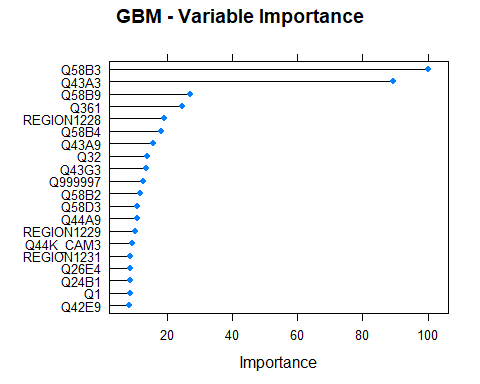 GBM - Variable Importance
Q58B3
Q43A3
Q58B9
Q361
REGION1228
Q58B4
Q43A9
Q32
Q43G3
Q999997
Q58B2
Q58D3
Q44A9
REGION1229
Q44K_CAM3
REGION1231
Q26E4
Q24B1
Q1
Q42E9
20 40 60 80 100
Importance